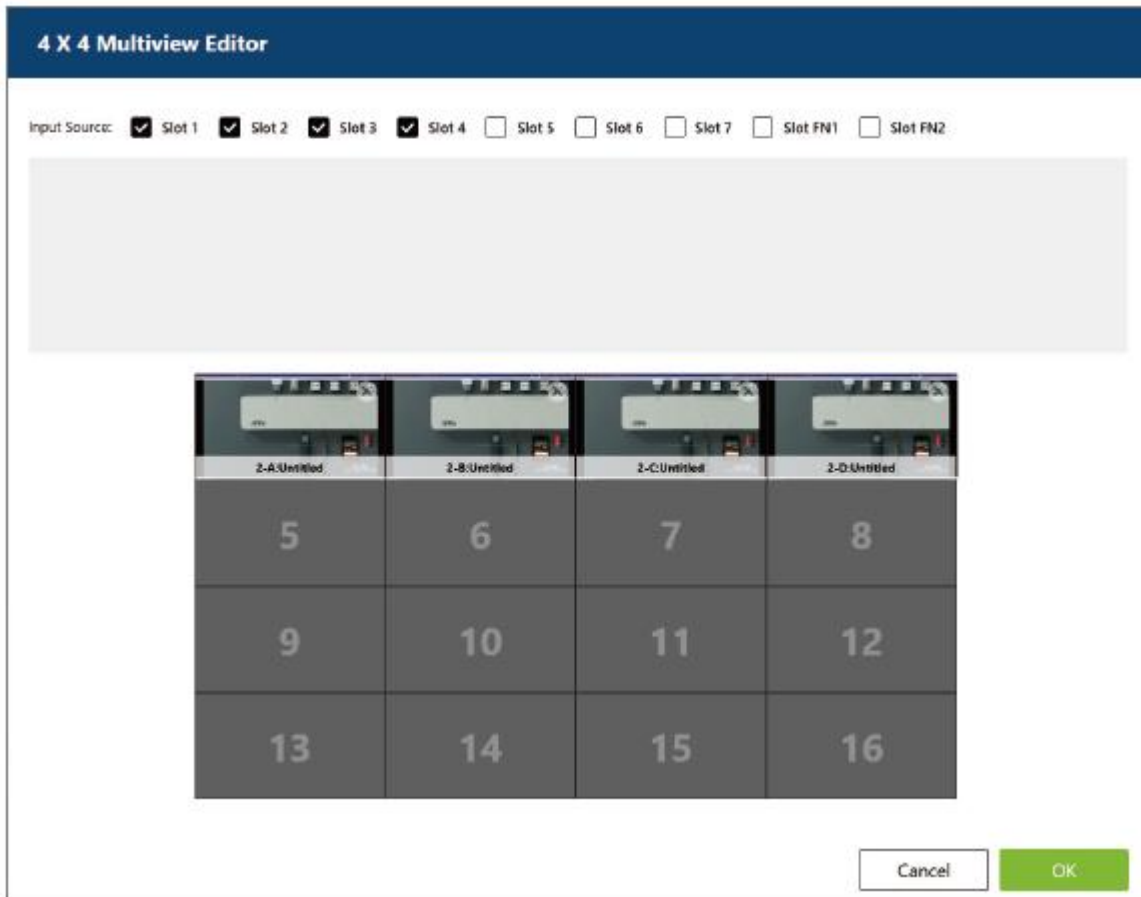 4 X 4 Multiview Editor
Input Source: Slot 1 Slot 2 Slot 3 Slot 4 Slot 5 Slot 6 Slot 7 Slot FN1 Slot FN2
2-A:Untitled 2-B:Untitled 2-C:Untitled 2-D:Untitled
5 6 7 8
9 10 11 12
13 14 15 16
Cancel OK